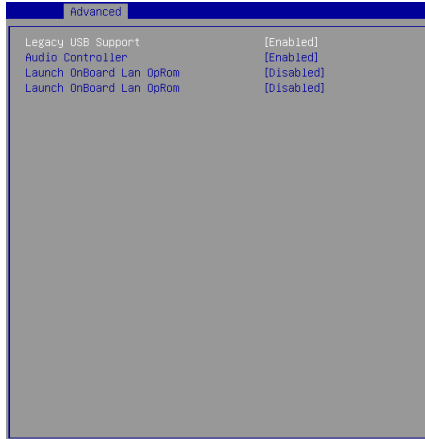 Advanced
Legacy USB Support [Enabled]
Audio Controller [Enabled]
Launch OnBoard Lan OpRom [Disabled]
Launch OnBoard Lan OpRom [Disabled]